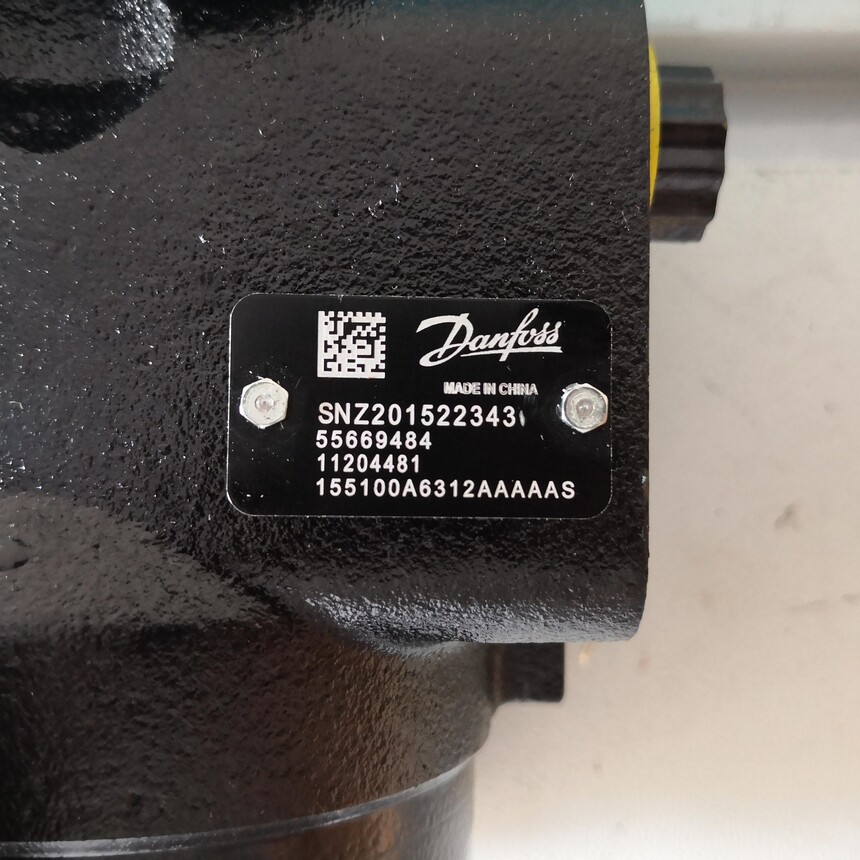 Danfoss
MADE IN CHINA
SNZ201522343
55669484
11204481
155100A6312AAAAAS